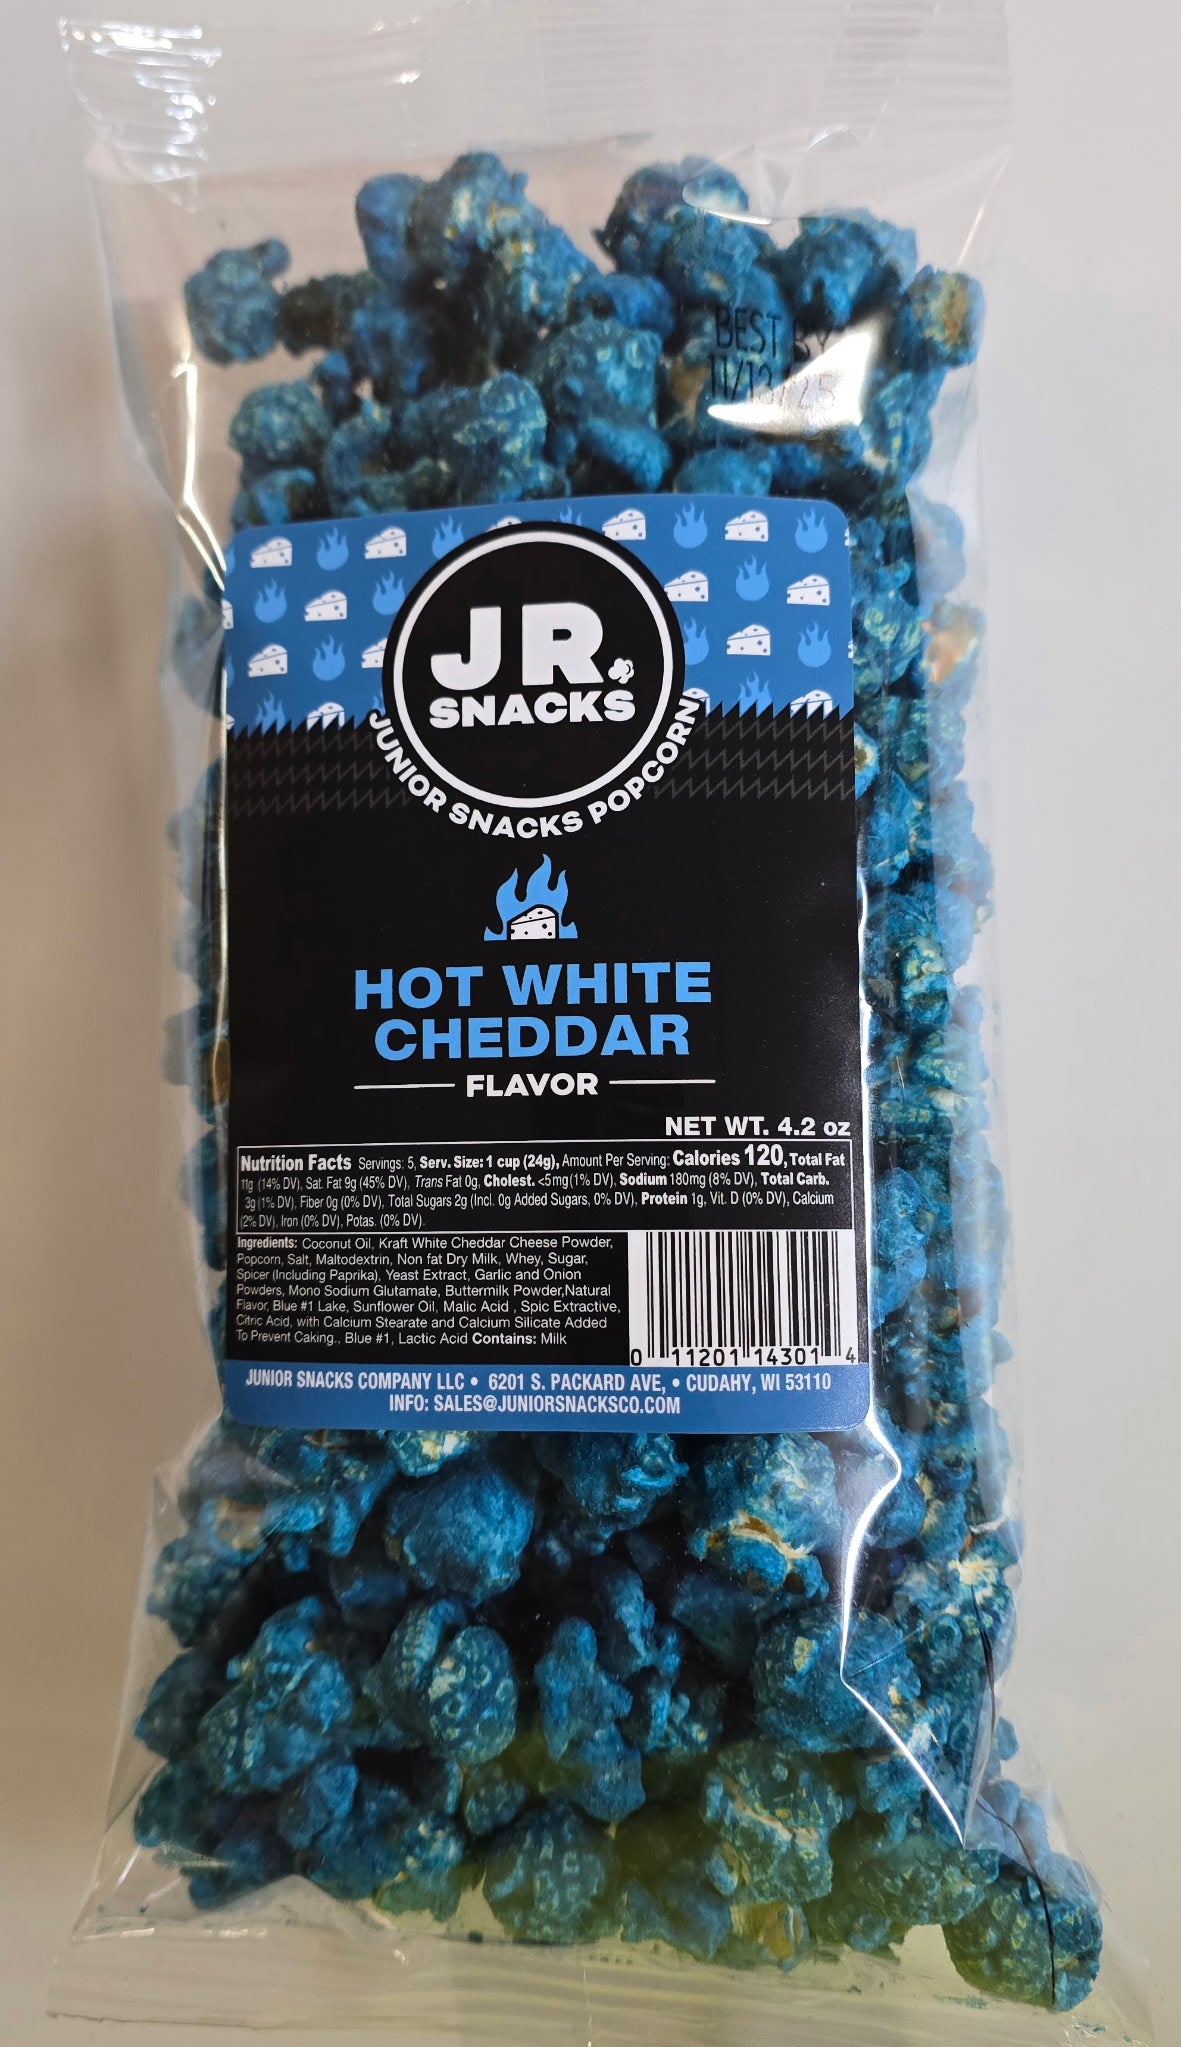 BEST BY
11/13/25
JR.
SNACKS
JUNIOR SNACKS POPCORN
HOT WHITE
CHEDDAR
FLAVOR
NET WT. 4.2 oz
Nutrition Facts Servings: 5, Serv. Size: 1 cup (24g), Amount Per Serving: Calories 120, Total Fat
11g (14% DV), Sat. Fat 9g (45% DV), Trans Fat 0g, Cholest. <5mg(1% DV), Sodium 180mg (8% DV), Total Carb.
3g (1% DV), Fiber 0g (0% DV), Total Sugars 2g (Incl. 0g Added Sugars, 0% DV), Protein 1g, Vit. D (0% DV), Calcium
(2% DV), Iron (0% DV), Potas. (0% DV).
Ingredients: Coconut Oil, Kraft White Cheddar Cheese Powder,
Popcorn, Salt, Maltodextrin, Non fat Dry Milk, Whey, Sugar,
Spicer (Including Paprika), Yeast Extract, Garlic and Onion
Powders, Mono Sodium Glutamate, Buttermilk Powder,Natural
Flavor, Blue #1 Lake, Sunflower Oil, Malic Acid , Spic Extractive,
Citric Acid, with Calcium Stearate and Calcium Silicate Added
To Prevent Caking., Blue #1, Lactic Acid Contains: Milk
0 11201 14301 4
JUNIOR SNACKS COMPANY LLC • 6201 S. PACKARD AVE, • CUDAHY, WI 53110
INFO: SALES@JUNIORSNACKSCO.COM